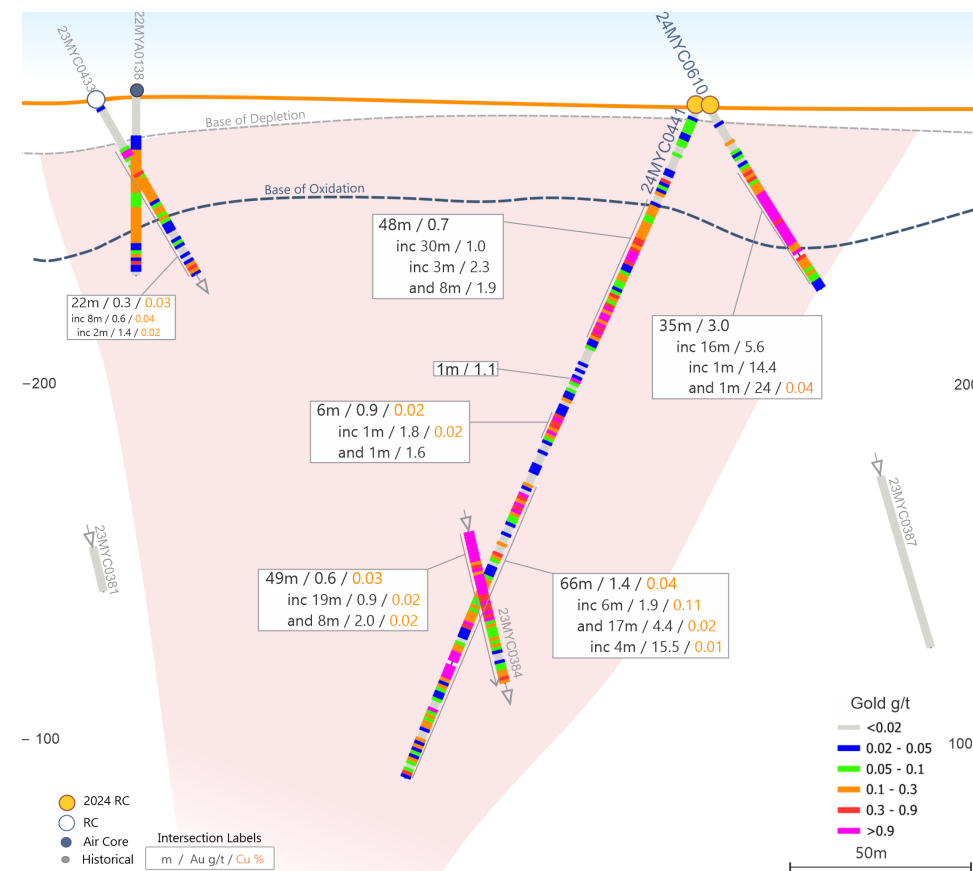 23MYC0433
22MYA0138
24MYC0610
24MYC0441
Base of Depletion
Base of Oxidation
48m / 0.7
inc 30m / 1.0
inc 3m / 2.3
and 8m / 1.9
22m / 0.3 / 0.03
inc 8m / 0.6 / 0.04
inc 2m / 1.4 / 0.02
35m / 3.0
inc 16m / 5.6
inc 1m / 14.4
and 1m / 24 / 0.04
1m / 1.1
200
200
6m / 0.9 / 0.02
inc 1m / 1.8 / 0.02
and 1m / 1.6
23MYC0387
23MYC0381
49m / 0.6 / 0.03
inc 19m / 0.9 / 0.02
and 8m / 2.0 / 0.02
66m / 1.4 / 0.04
inc 6m / 1.9 / 0.11
and 17m / 4.4 / 0.02
inc 4m / 15.5 / 0.01
23MYC0384
100
100
Gold g/t
<0.02
0.02 - 0.05
0.05 - 0.1
0.1 - 0.3
0.3 - 0.9
>0.9
50m
2024 RC
RC
Air Core
Historical
Intersection Labels
m / Au g/t / Cu %